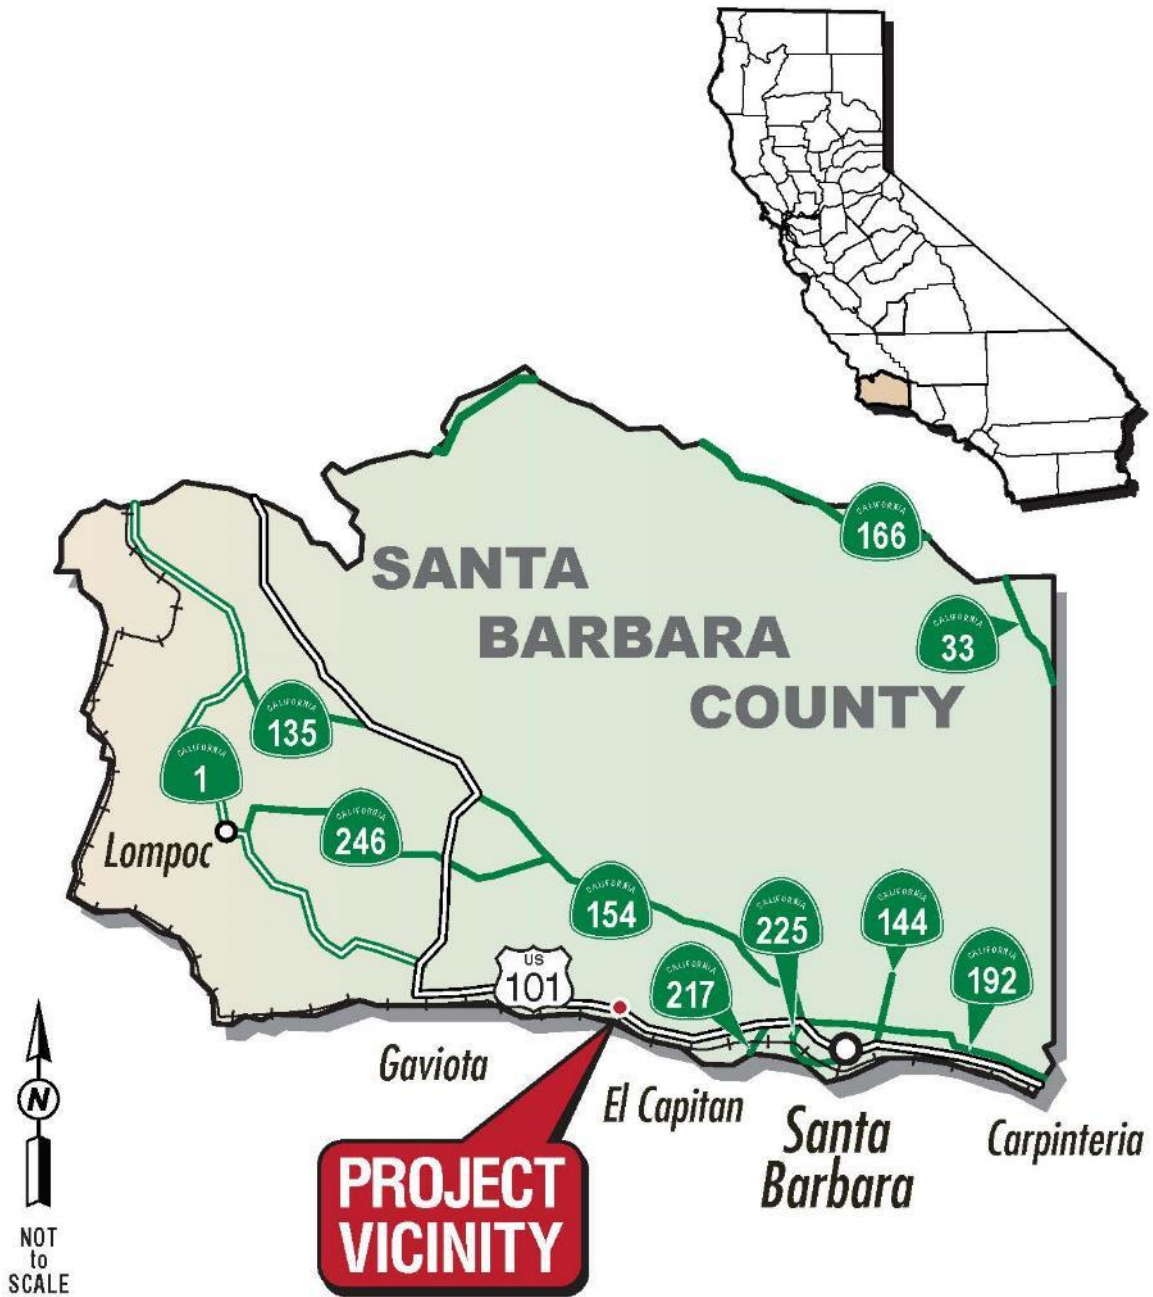 SANTA
BARBARA
COUNTY
CALIFORNIA
166
CALIFORNIA
33
CALIFORNIA
135
CALIFORNIA
1
CALIFORNIA
246
Lompoc
CALIFORNIA
154
CALIFORNIA
225
CALIFORNIA
144
CALIFORNIA
192
CALIFORNIA
217
US
101
Gaviota
El Capitan
Santa
Barbara
Carpinteria
PROJECT
VICINITY
N
NOT
to
SCALE